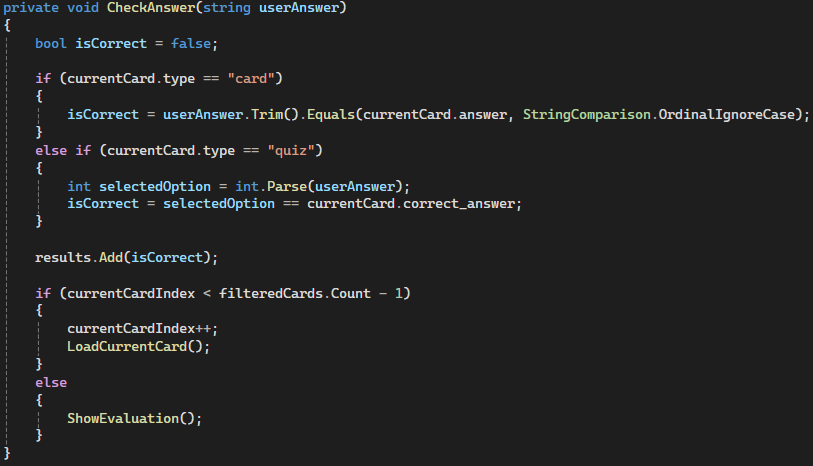 private void CheckAnswer(string userAnswer)
{
    bool isCorrect = false;

    if (currentCard.type == "card")
    {
        isCorrect = userAnswer.Trim().Equals(currentCard.answer, StringComparison.OrdinalIgnoreCase);
    }
    else if (currentCard.type == "quiz")
    {
        int selectedOption = int.Parse(userAnswer);
        isCorrect = selectedOption == currentCard.correct_answer;
    }

    results.Add(isCorrect);

    if (currentCardIndex < filteredCards.Count - 1)
    {
        currentCardIndex++;
        LoadCurrentCard();
    }
    else
    {
        ShowEvaluation();
    }
}